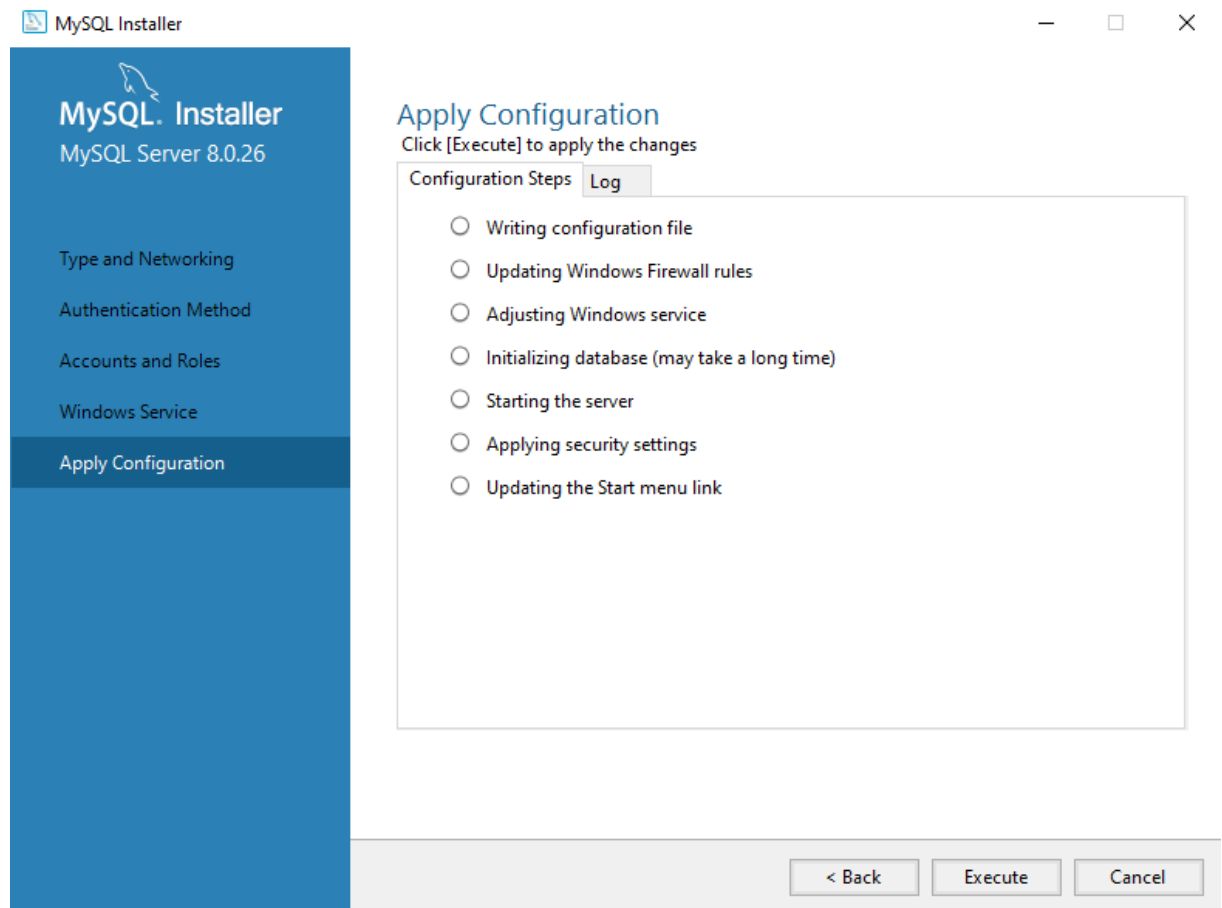 MySQL Installer
MySQL. Installer
MySQL Server 8.0.26
Type and Networking
Authentication Method
Accounts and Roles
Windows Service
Apply Configuration
Apply Configuration
Click [Execute] to apply the changes
Configuration Steps Log
Writing configuration file
Updating Windows Firewall rules
Adjusting Windows service
Initializing database (may take a long time)
Starting the server
Applying security settings
Updating the Start menu link
< Back Execute Cancel